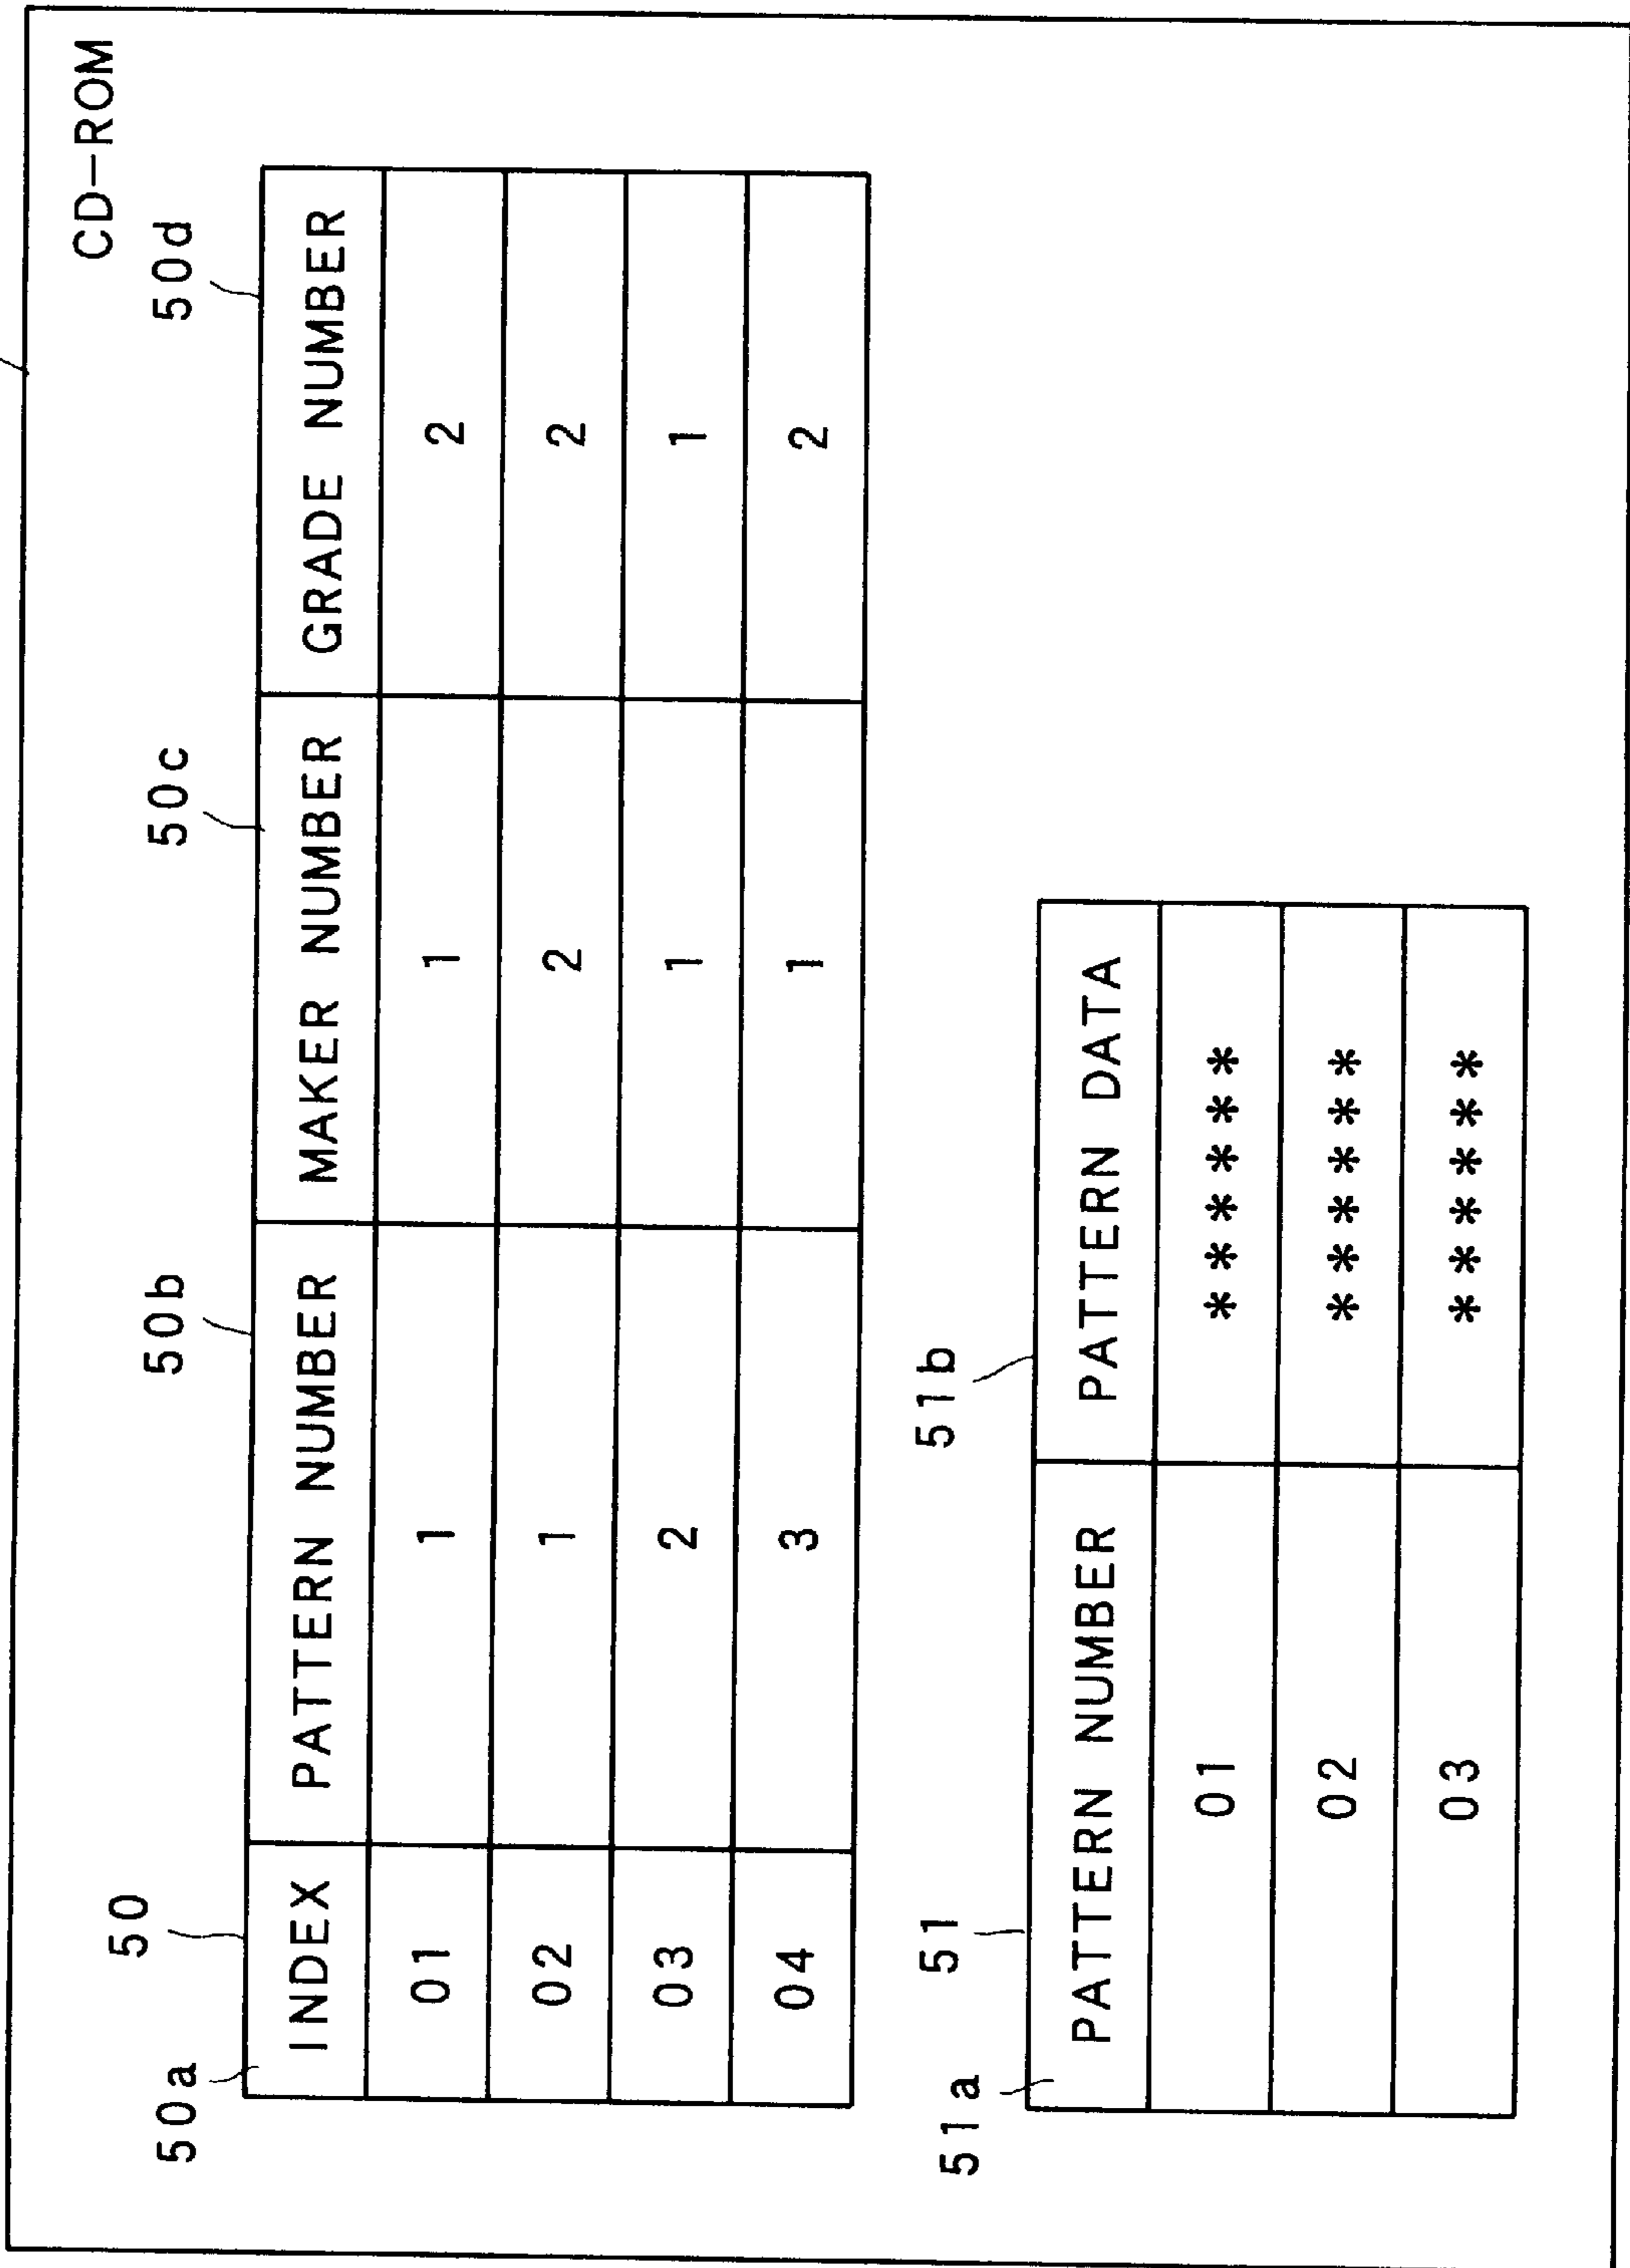 CD-ROM
50
50a 50b 50c 50d
INDEX PATTERN NUMBER MAKER NUMBER GRADE NUMBER
01 1 1 2
02 1 2 2
03 2 1 1
04 3 1 2
51
51a 51b
PATTERN NUMBER PATTERN DATA
01 ******
02 ******
03 ******